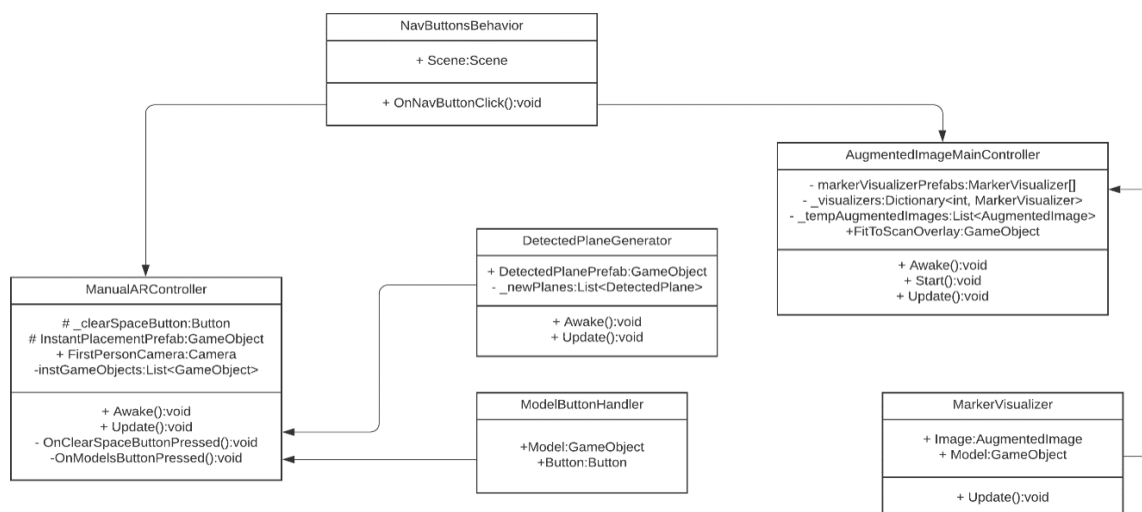 NavButtonsBehavior
+ Scene:Scene
+ OnNavButtonClick():void
AugmentedImageMainController
- markerVisualizerPrefabs:MarkerVisualizer[]
- _visualizers:Dictionary<int, MarkerVisualizer>
- _tempAugmentedImages:List<AugmentedImage>
+FitToScanOverlay:GameObject
+ Awake():void
+ Start():void
+ Update():void
DetectedPlaneGenerator
+ DetectedPlanePrefab:GameObject
- _newPlanes:List<DetectedPlane>
+ Awake():void
+ Update():void
ManualARController
# _clearSpaceButton:Button
# InstantPlacementPrefab:GameObject
+ FirstPersonCamera:Camera
-instGameObjects:List<GameObject>
+ Awake():void
+ Update():void
- OnClearSpaceButtonPressed():void
-OnModelsButtonPressed():void
ModelButtonHandler
+Model:GameObject
+Button:Button
MarkerVisualizer
+ Image:AugmentedImage
+ Model:GameObject
+ Update():void